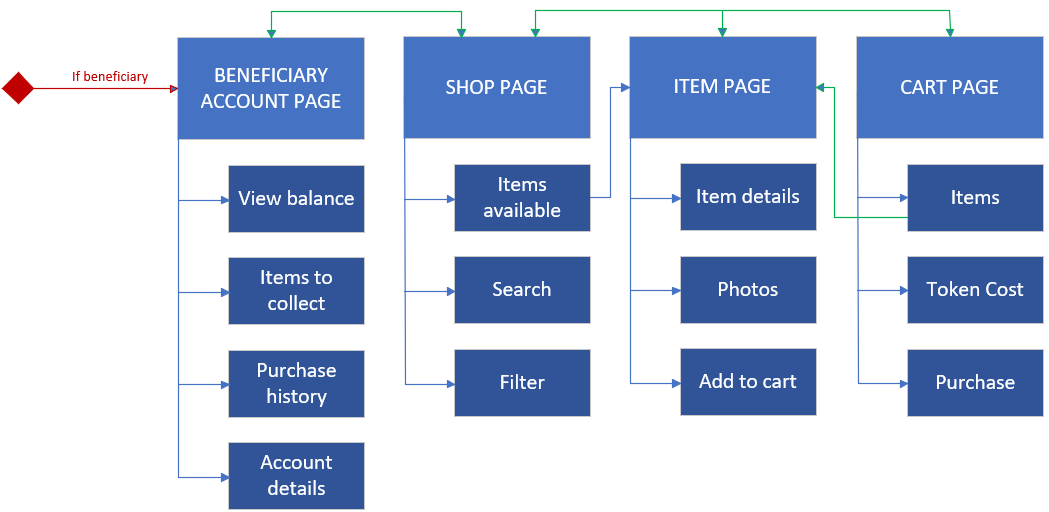 If beneficiary
BENEFICIARY
ACCOUNT PAGE
View balance
Items to
collect
Purchase
history
Account
details
SHOP PAGE
Items
available
Search
Filter
ITEM PAGE
Item details
Photos
Add to cart
CART PAGE
Items
Token Cost
Purchase